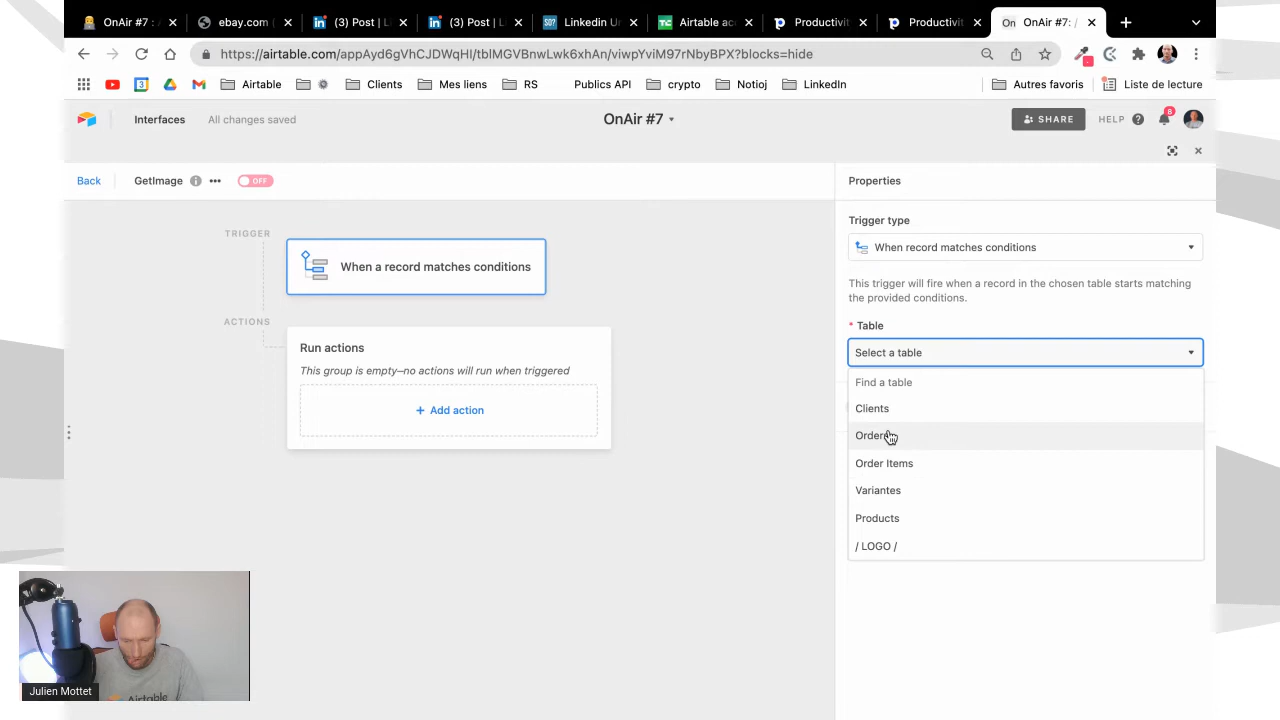 OnAir #7 : A
ebay.com (
(3) Post | L
(3) Post | L
Linkedin Ur
Airtable acc
Productivit
Productivit
On OnAir #7: /
https://airtable.com/appAyd6gVhCJDWqHI/tblMGVBnwLwk6xhAn/viwpYviM97rNbyBPX?blocks=hide
Airtable
Clients
Mes liens
RS
Publics API
crypto
Notioj
LinkedIn
Autres favoris
Liste de lecture
Interfaces
All changes saved
OnAir #7
SHARE
HELP
8
Back
GetImage
OFF
Properties
TRIGGER
When a record matches conditions
ACTIONS
Run actions
This group is empty—no actions will run when triggered
+ Add action
Trigger type
When record matches conditions
This trigger will fire when a record in the chosen table starts matching
the provided conditions.
* Table
Select a table
Find a table
Clients
Order
Order Items
Variantes
Products
/ LOGO /
Airtable
Julien Mottet